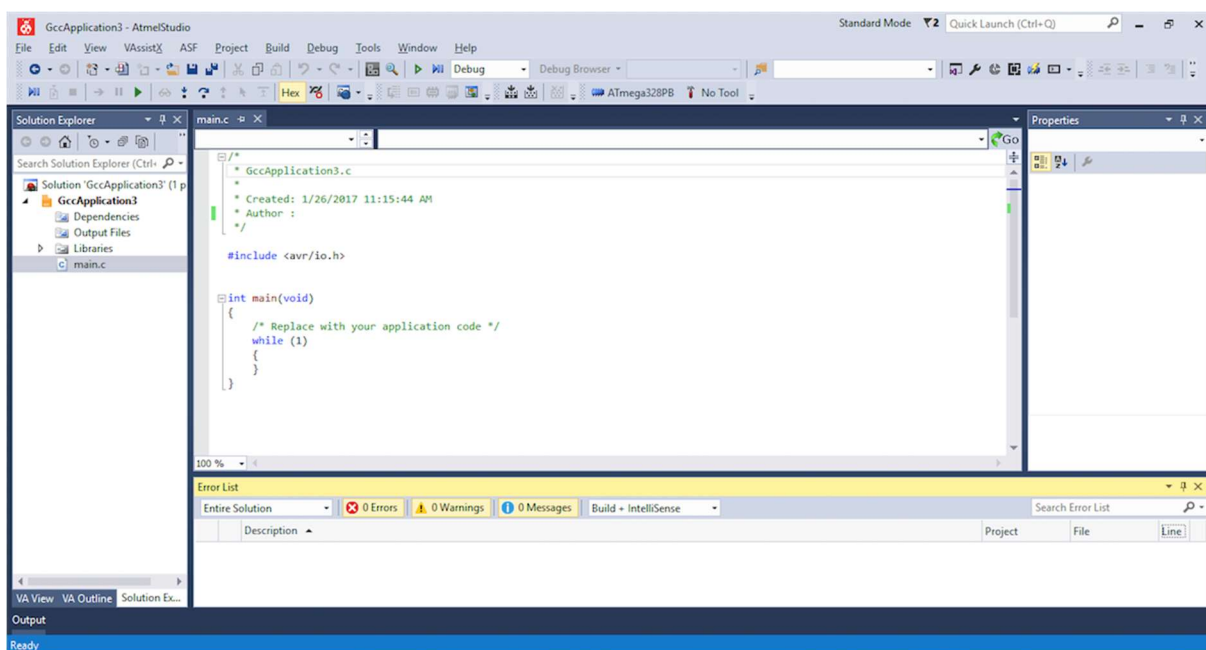 GccApplication3 - AtmelStudio
Standard Mode 2 Quick Launch (Ctrl+Q)
File Edit View VAssistX ASF Project Build Debug Tools Window Help
Debug Debug Browser
Hex ATmega328PB No Tool
Solution Explorer
Search Solution Explorer (Ctrl+
Solution 'GccApplication3' (1 p
GccApplication3
Dependencies
Output Files
Libraries
main.c
main.c
Go
/*
* GccApplication3.c
*
* Created: 1/26/2017 11:15:44 AM
* Author :
*/
#include <avr/io.h>
int main(void)
{
/* Replace with your application code */
while (1)
{
}
}
100 %
Properties
Error List
Entire Solution 0 Errors 0 Warnings 0 Messages Build + IntelliSense Search Error List
Description Project File Line
VA View VA Outline Solution Ex...
Output
Ready